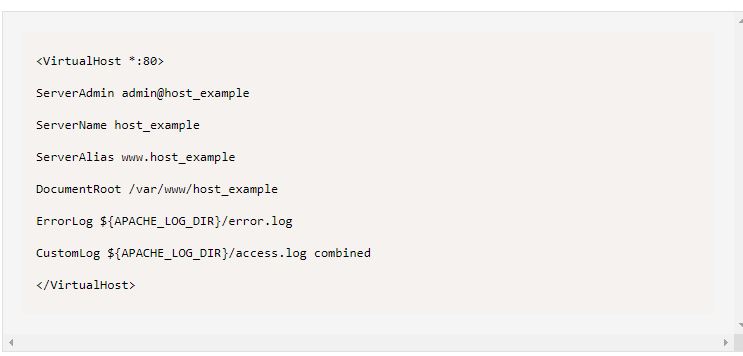 <VirtualHost *:80>
ServerAdmin admin@host_example
ServerName host_example
ServerAlias www.host_example
DocumentRoot /var/www/host_example
ErrorLog ${APACHE_LOG_DIR}/error.log
CustomLog ${APACHE_LOG_DIR}/access.log combined
</VirtualHost>